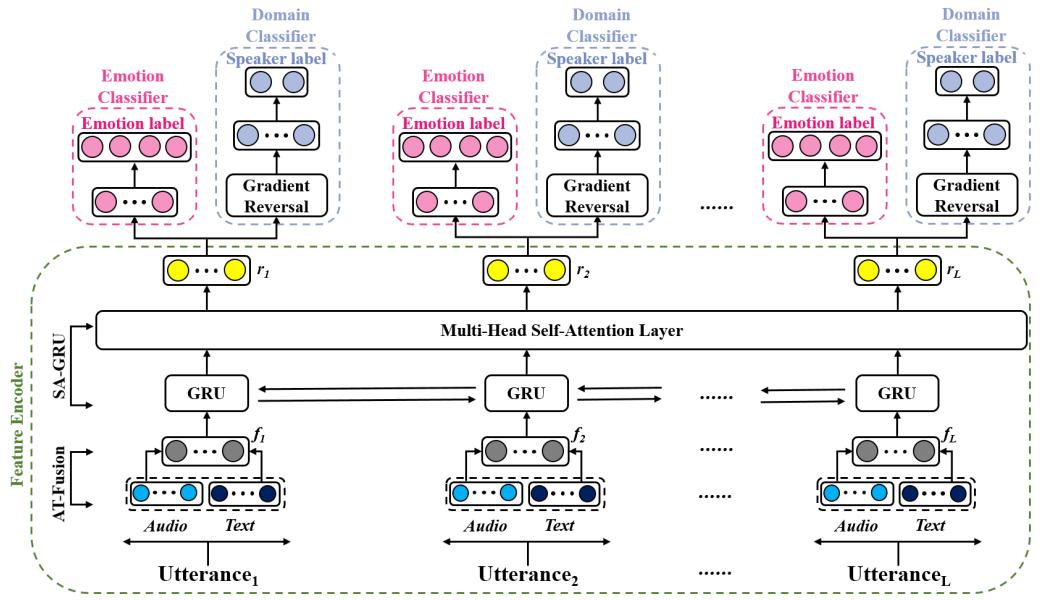 Domain
Classifier
Speaker label
Domain
Classifier
Speaker label
Domain
Classifier
Speaker label
Emotion
Classifier
Emotion label
Emotion
Classifier
Emotion label
Emotion
Classifier
Emotion label
Gradient
Reversal
Gradient
Reversal
......
Gradient
Reversal
r1
r2
rL
Multi-Head Self-Attention Layer
Feature Encoder
SA-GRU
GRU
GRU
......
GRU
AT-Fusion
f1
f2
......
fL
......
Audio Text
Audio Text
Audio Text
Utterance1
Utterance2
......
UtteranceL